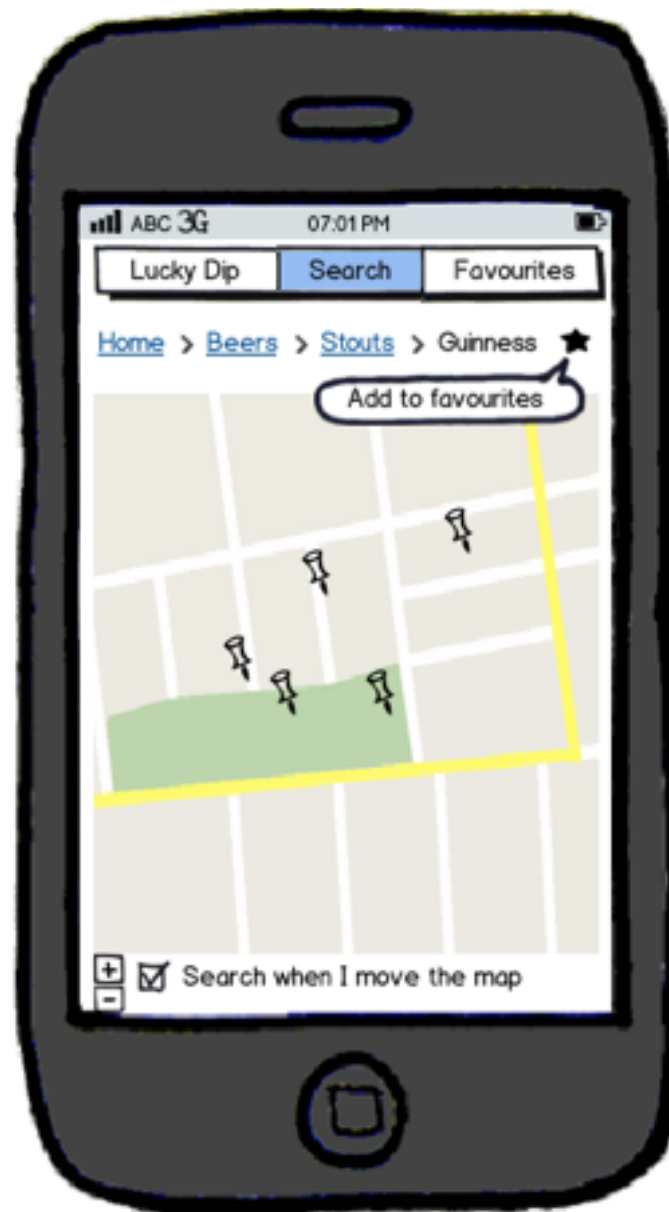 ABC 3G 07:01 PM
Lucky Dip Search Favourites
Home > Beers > Stouts > Guinness
Add to favourites
+ Search when I move the map
-